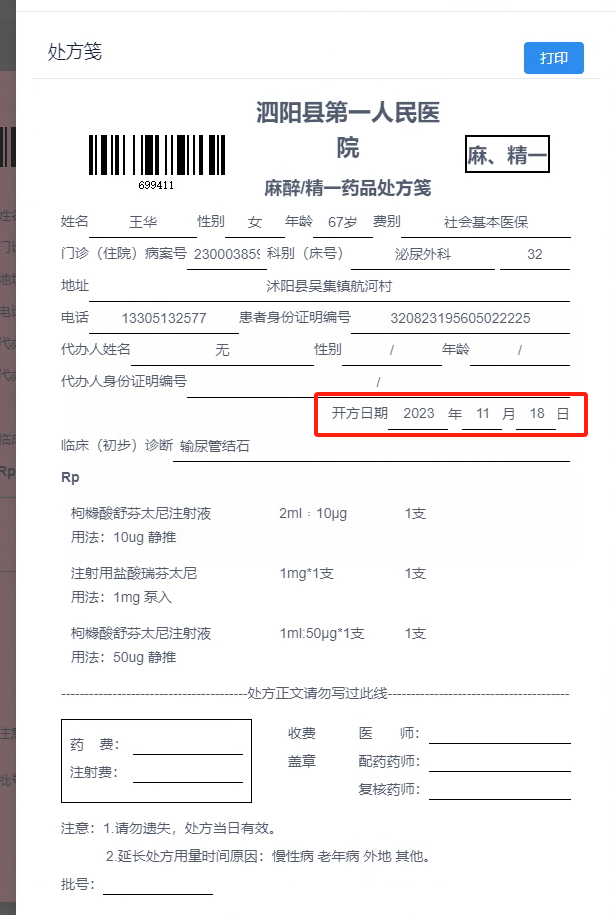 处方笺
打印
泗阳县第一人民医
院
麻、精一
699411
麻醉/精一药品处方笺
姓名 王华 性别 女 年龄 67岁 费别 社会基本医保
门诊（住院）病案号 23000385 科别（床号） 泌尿外科 32
地址 沭阳县吴集镇航河村
电话 13305132577 患者身份证明编号 320823195605022225
代办人姓名 无 性别 / 年龄 /
代办人身份证明编号 /
开方日期 2023 年 11 月 18 日
临床（初步）诊断 输尿管结石
Rp
枸橼酸舒芬太尼注射液 2ml：10μg 1支
用法：10ug 静推
注射用盐酸瑞芬太尼 1mg*1支 1支
用法：1mg 泵入
枸橼酸舒芬太尼注射液 1ml:50μg*1支 1支
用法：50ug 静推
----------------------------------------处方正文请勿写过此线----------------------------------------
药 费： 收费 医 师：
注射费： 盖章 配药药师：
复核药师：
注意：1.请勿遗失，处方当日有效。
2.延长处方用量时间原因：慢性病 老年病 外地 其他。
批号：